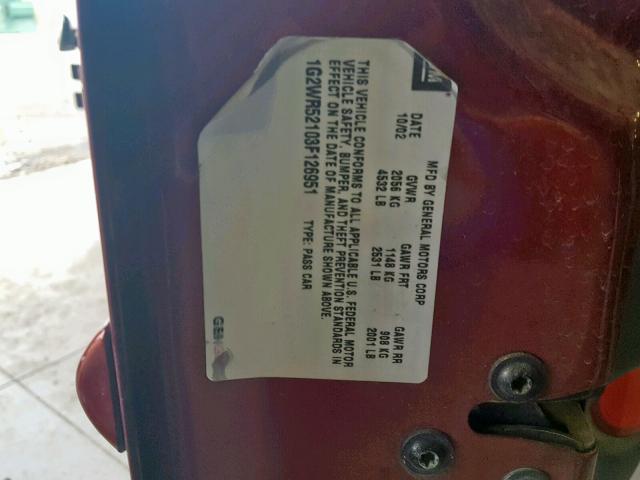 GM
MFD BY GENERAL MOTORS CORP
DATE GVWR GAWR FRT GAWR RR
10/02 2056 KG 1148 KG 908 KG
4532 LB 2531 LB 2001 LB
THIS VEHICLE CONFORMS TO ALL APPLICABLE U.S. FEDERAL MOTOR
VEHICLE SAFETY, BUMPER, AND THEFT PREVENTION STANDARDS IN
EFFECT ON THE DATE OF MANUFACTURE SHOWN ABOVE.
1G2WR52103F126951 TYPE: PASS CAR